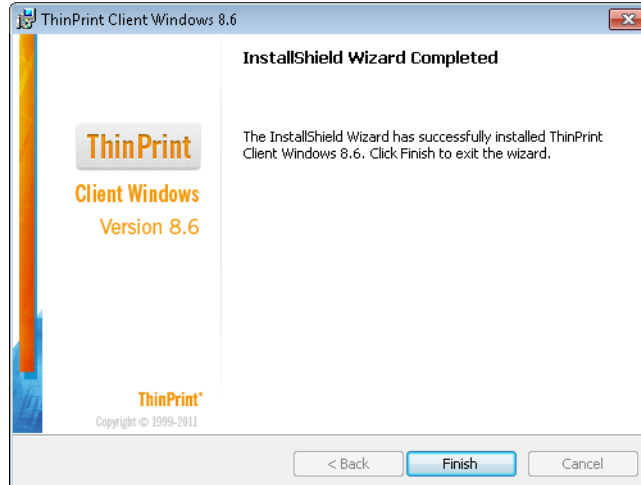 ThinPrint Client Windows 8.6
InstallShield Wizard Completed
The InstallShield Wizard has successfully installed ThinPrint
Client Windows 8.6. Click Finish to exit the wizard.
ThinPrint
Client Windows
Version 8.6
ThinPrint®
Copyright © 1999-2011
< Back
Finish
Cancel